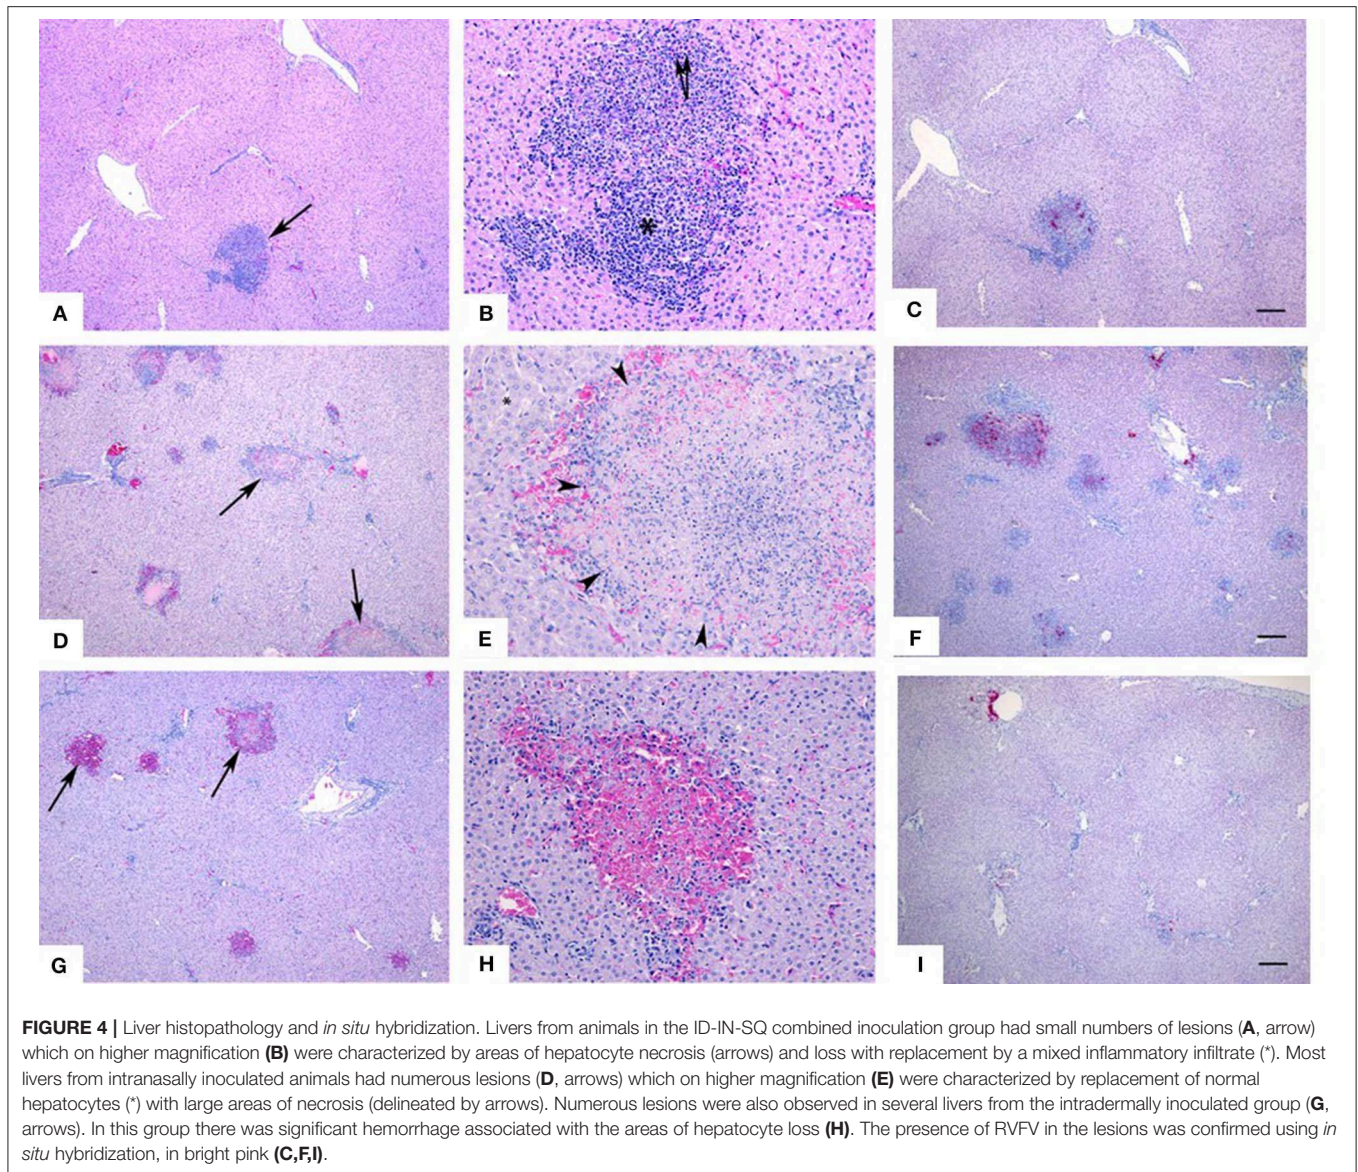 A
*
B
C
D
*
E
F
G
H
I
FIGURE 4 | Liver histopathology and in situ hybridization. Livers from animals in the ID-IN-SQ combined inoculation group had small numbers of lesions (A, arrow)
which on higher magnification (B) were characterized by areas of hepatocyte necrosis (arrows) and loss with replacement by a mixed inflammatory infiltrate (*). Most
livers from intranasally inoculated animals had numerous lesions (D, arrows) which on higher magnification (E) were characterized by replacement of normal
hepatocytes (*) with large areas of necrosis (delineated by arrows). Numerous lesions were also observed in several livers from the intradermally inoculated group (G,
arrows). In this group there was significant hemorrhage associated with the areas of hepatocyte loss (H). The presence of RVFV in the lesions was confirmed using in
situ hybridization, in bright pink (C,F,I).